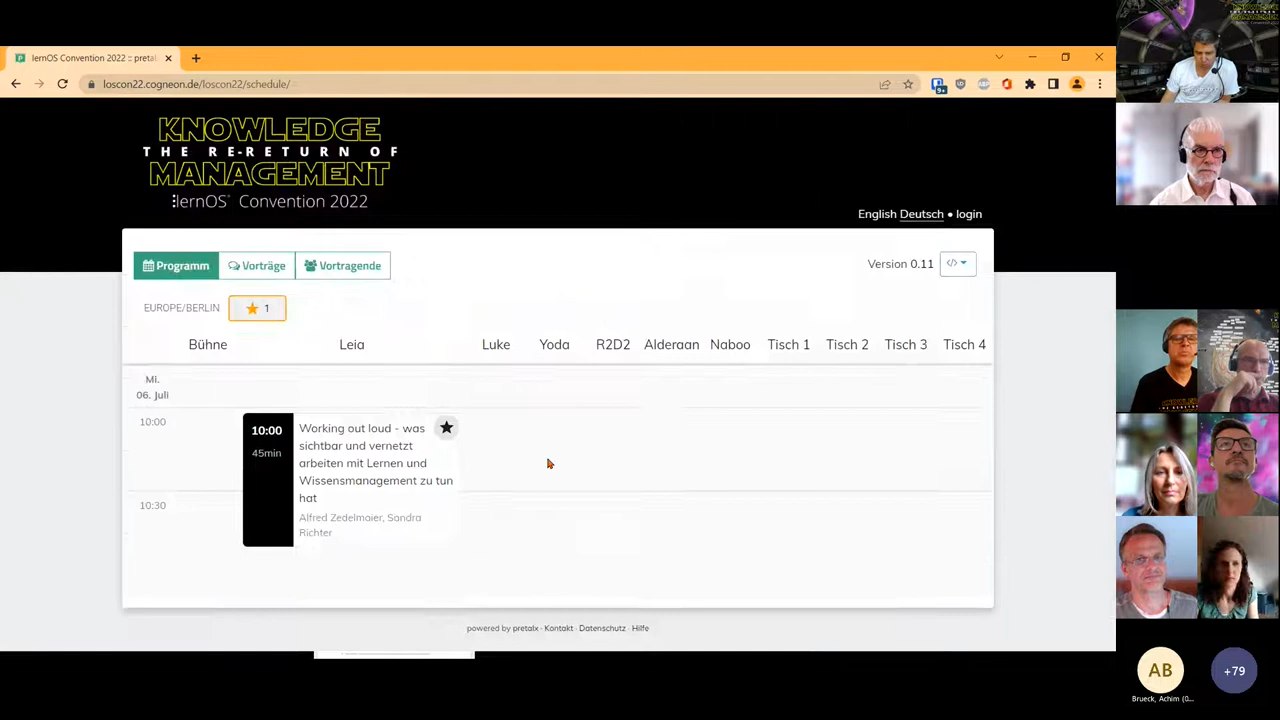 lernOS Convention 2022 :: pretal
loscon22.cogneon.de/loscon22/schedule/
9+
KNOWLEDGE
THE RE-RETURN OF
MANAGEMENT
lernOS Convention 2022
English Deutsch • login
Programm Vorträge Vortragende
Version 0.11 </>
EUROPE/BERLIN 1
Bühne Leia Luke Yoda R2D2 Alderaan Naboo Tisch 1 Tisch 2 Tisch 3 Tisch 4
Mi.
06. Juli
10:00
10:00
45min
Working out loud - was
sichtbar und vernetzt
arbeiten mit Lernen und
Wissensmanagement zu tun
hat
Alfred Zedelmaier, Sandra
Richter
10:30
powered by pretalx · Kontakt · Datenschutz · Hilfe
KNOWLEDGE
MANAGEMENT
AB
Brueck, Achim (0...
+79